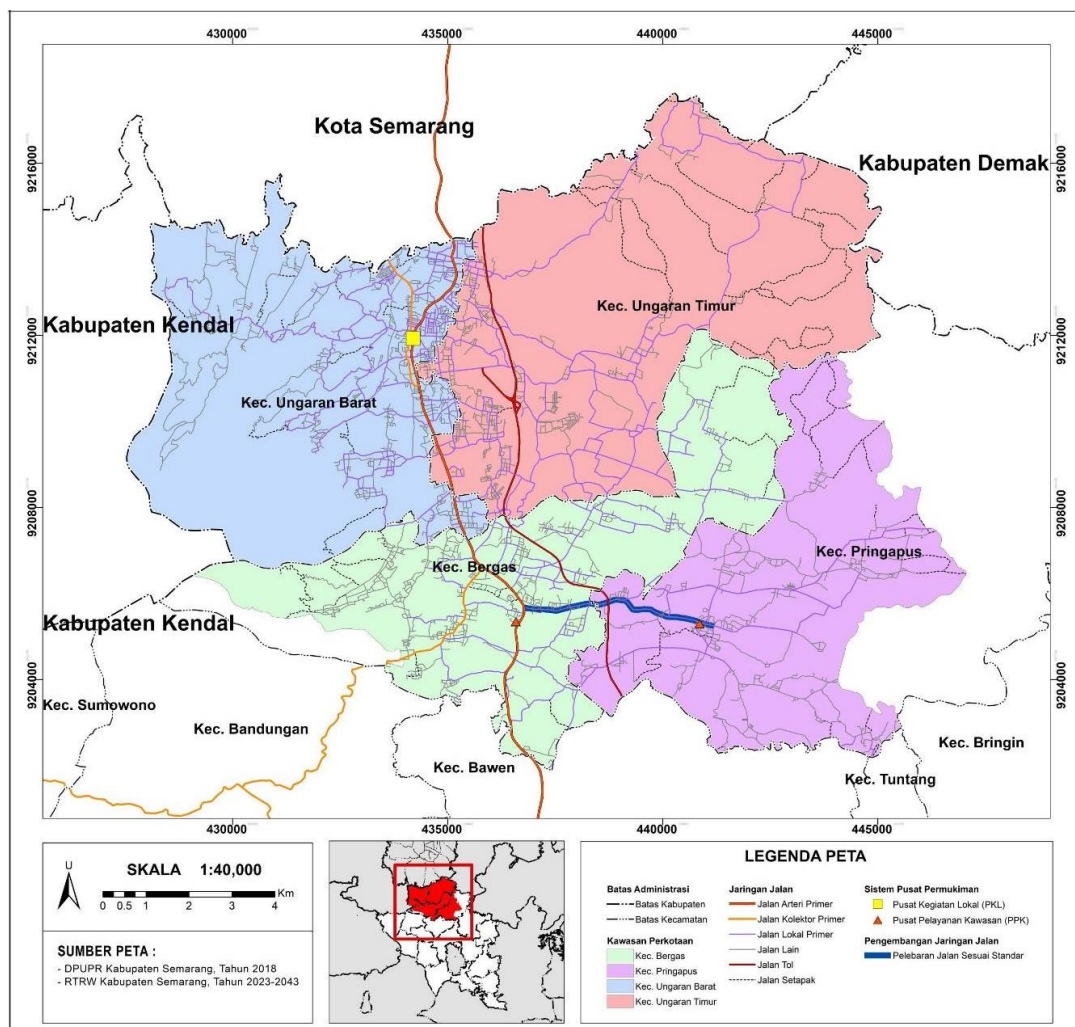 430000 435000 440000 445000
9216000 9216000
9212000 9212000
9208000 9208000
9204000 9204000
Kota Semarang
Kabupaten Demak
Kec. Ungaran Timur
Kabupaten Kendal
Kec. Ungaran Barat
Kec. Pringapus
Kec. Bergas
Kabupaten Kendal
Kec. Sumowono
Kec. Bandungan
Kec. Bawen
Kec. Bringin
Kec. Tuntang
430000 435000 440000 445000
U
SKALA 1:40,000
0 0.5 1 2 3 4 Km
SUMBER PETA :
- DPUPR Kabupaten Semarang, Tahun 2018
- RTRW Kabupaten Semarang, Tahun 2023-2043
LEGENDA PETA
Batas Administrasi
Batas Kabupaten
Batas Kecamatan
Kawasan Perkotaan
Kec. Bergas
Kec. Pringapus
Kec. Ungaran Barat
Kec. Ungaran Timur
Jaringan Jalan
Jalan Arteri Primer
Jalan Kolektor Primer
Jalan Lokal Primer
Jalan Lain
Jalan Tol
Jalan Setapak
Sistem Pusat Permukiman
Pusat Kegiatan Lokal (PKL)
Pusat Pelayanan Kawasan (PPK)
Pengembangan Jaringan Jalan
Pelebaran Jalan Sesuai Standar